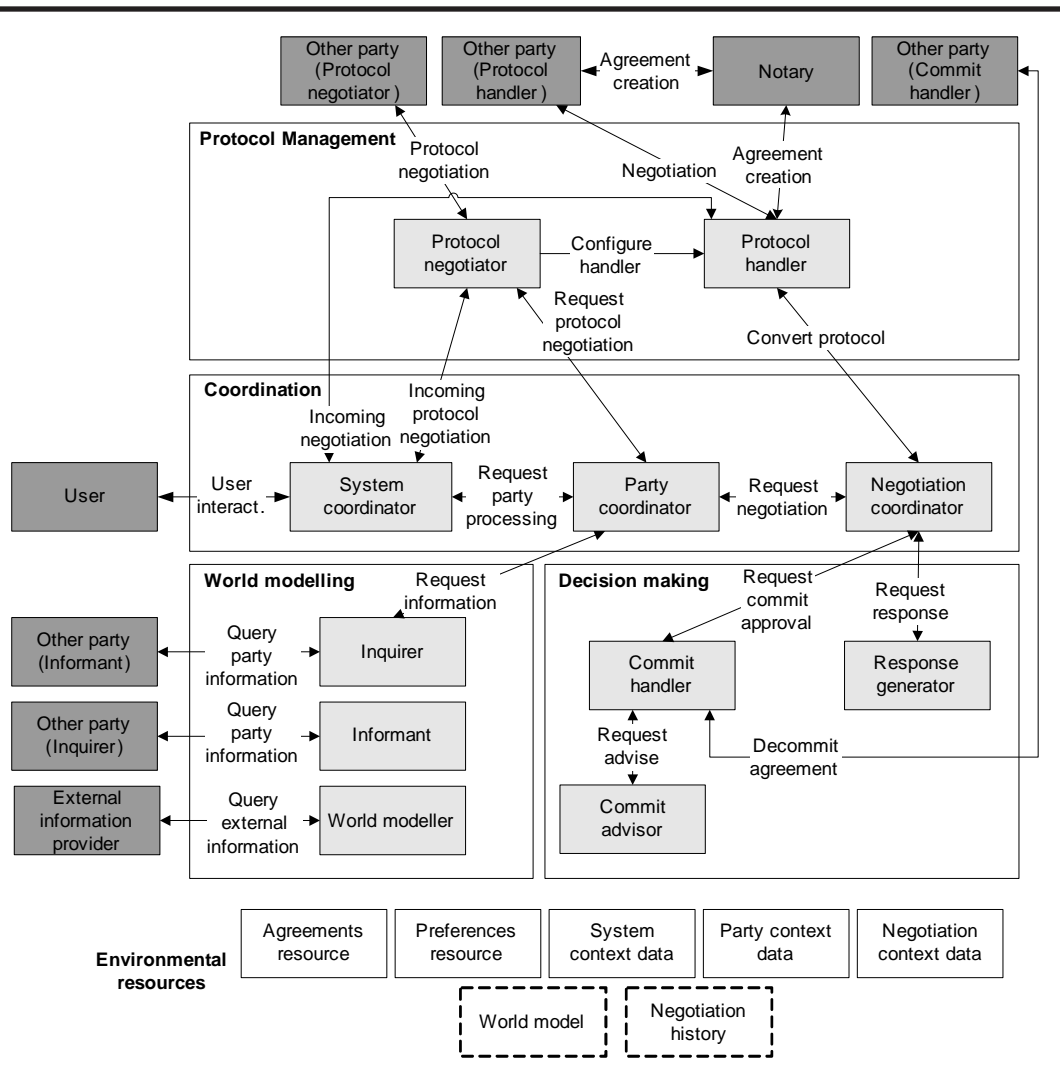 Other party
(Protocol
negotiator)
Other party
(Protocol
handler)
Agreement
creation
Notary
Other party
(Commit
handler)
Protocol Management
Protocol
negotiation
Negotiation
Agreement
creation
Protocol
negotiator
Configure
handler
Protocol
handler
Request
protocol
negotiation
Convert protocol
Coordination
Incoming
negotiation
Incoming
protocol
negotiation
User
User
interact.
System
coordinator
Request
party
processing
Party
coordinator
Request
negotiation
Negotiation
coordinator
World modelling
Request
information
Decision making
Request
commit
approval
Request
response
Other party
(Informant)
Query
party
information
Inquirer
Commit
handler
Response
generator
Other party
(Inquirer)
Query
party
information
Informant
Request
advise
Decommit
agreement
External
information
provider
Query
external
information
World modeller
Commit
advisor
Environmental
resources
Agreements
resource
Preferences
resource
System
context data
Party context
data
Negotiation
context data
World model
Negotiation
history